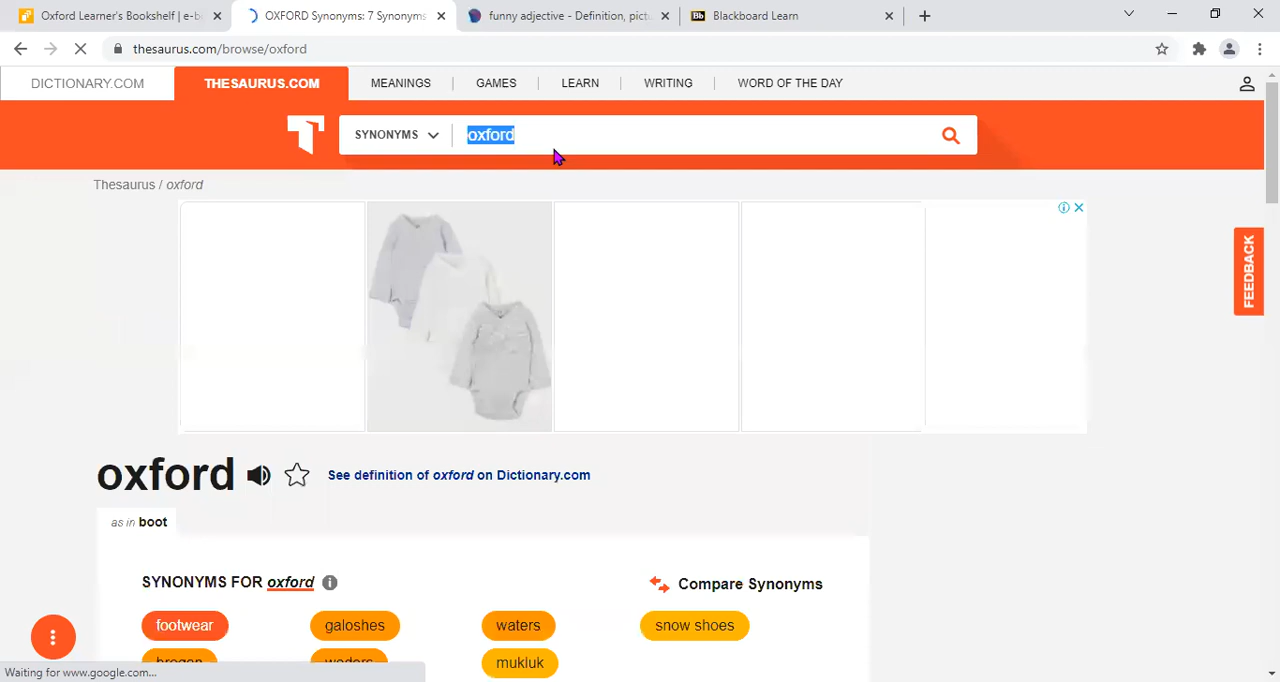 Oxford Learner's Bookshelf | e-b
OXFORD Synonyms: 7 Synonyms
funny adjective - Definition, pict
Bb Blackboard Learn
thesaurus.com/browse/oxford
DICTIONARY.COM
THESAURUS.COM
MEANINGS
GAMES
LEARN
WRITING
WORD OF THE DAY
SYNONYMS
oxford
Thesaurus / oxford
FEEDBACK
oxford
See definition of oxford on Dictionary.com
as in boot
SYNONYMS FOR oxford
Compare Synonyms
footwear galoshes waters snow shoes
brogan waders mukluk
Waiting for www.google.com...